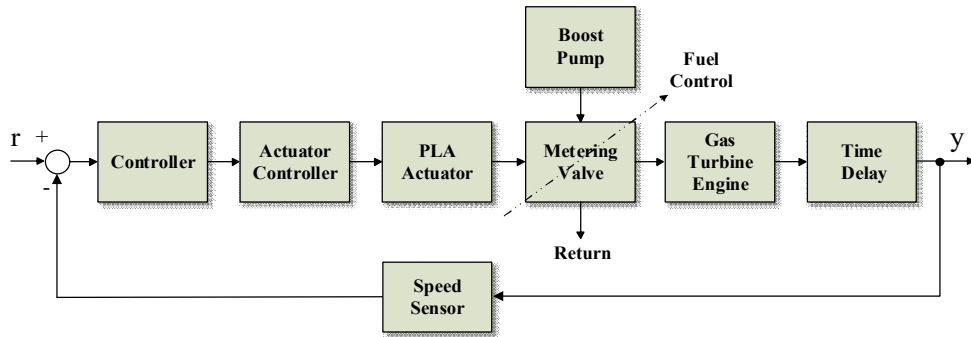 Boost
Pump
Fuel
Control
r
+
-
Controller
Actuator
Controller
PLA
Actuator
Metering
Valve
Gas
Turbine
Engine
Time
Delay
y
Return
Speed
Sensor